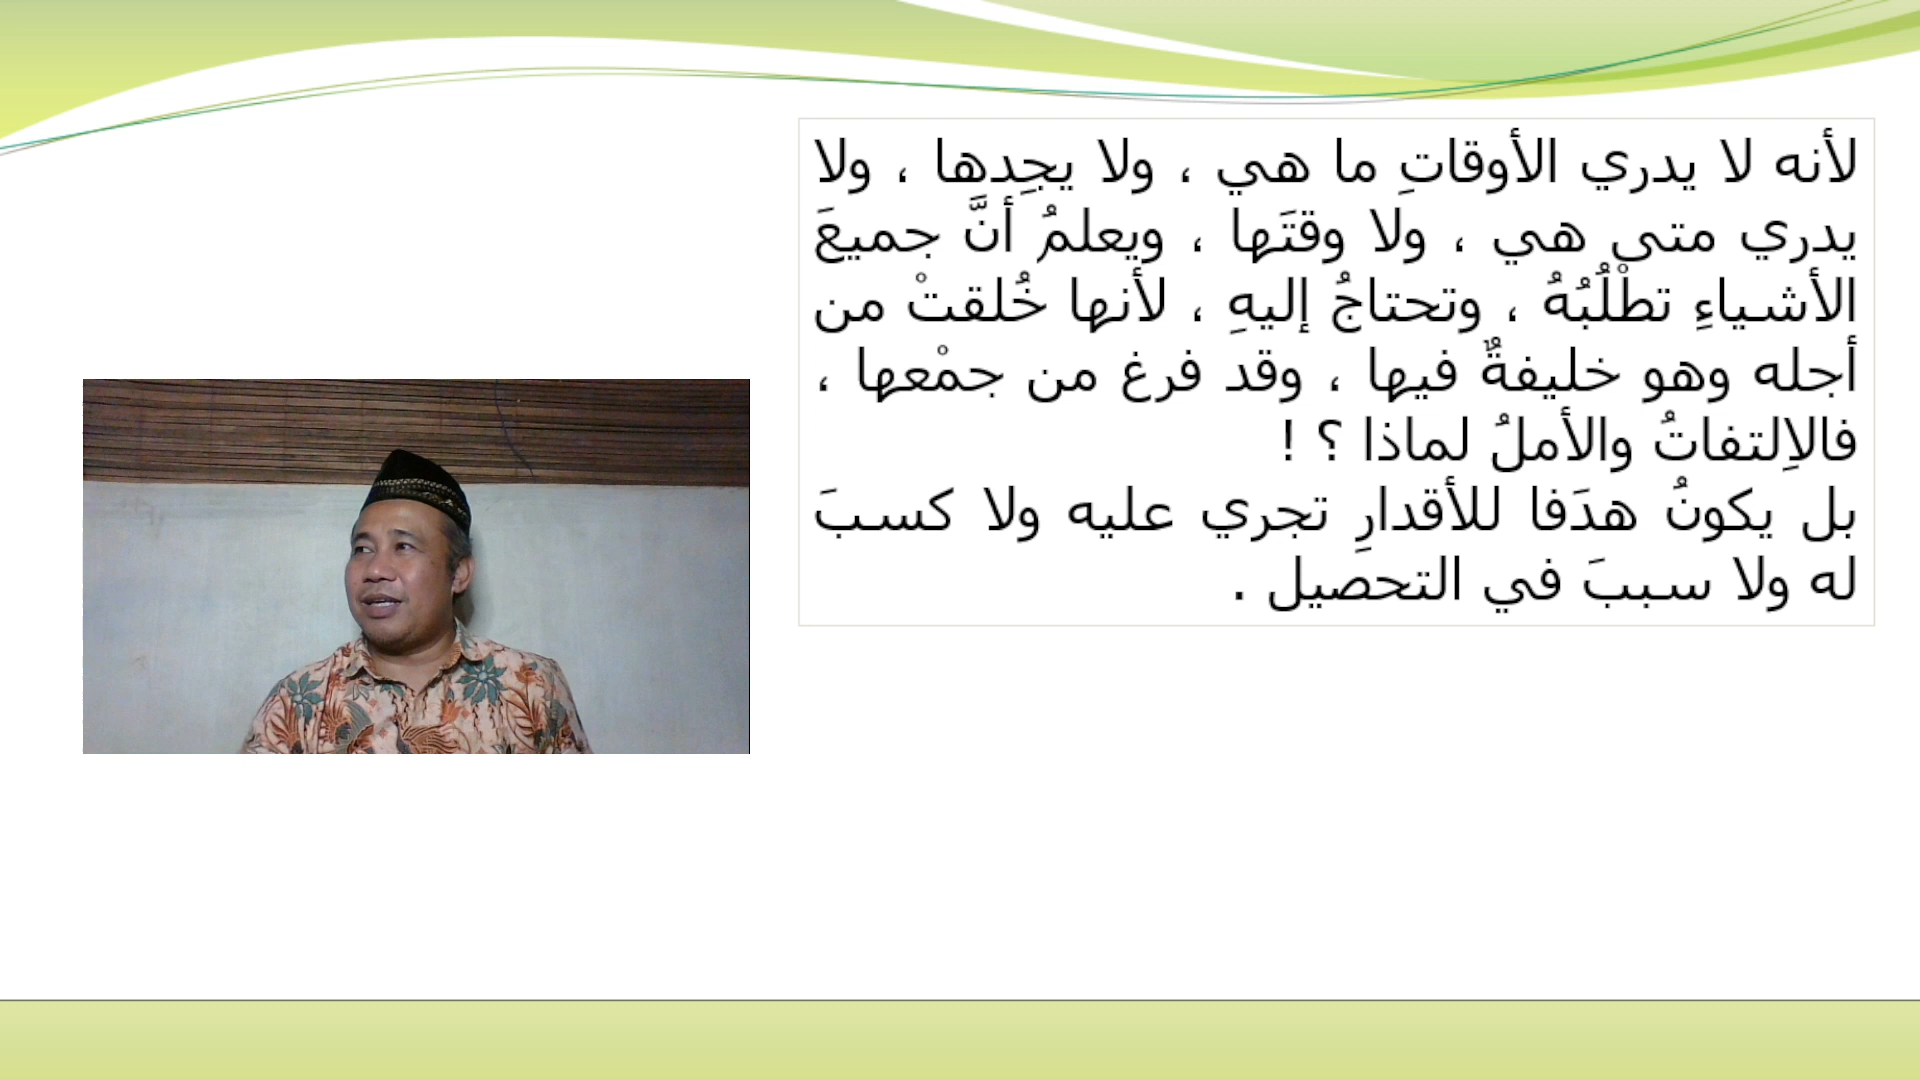 لأنه لا يدري الأوقاتِ ما هي ، ولا يجِدها ، ولا
يدري متى هي ، ولا وقتَها ، ويعلمُ أنَّ جميعَ
الأشياءِ تطْلُبُهُ ، وتحتاجُ إليهِ ، لأنها خُلقتْ من
أجله وهو خليفةٌ فيها ، وقد فرغ من جمْعها ،
فالاِلتفاتُ والأملُ لماذا ؟ !
بل يكونُ هدَفا للأقدارِ تجري عليه ولا كسبَ
له ولا سببَ في التحصيل .